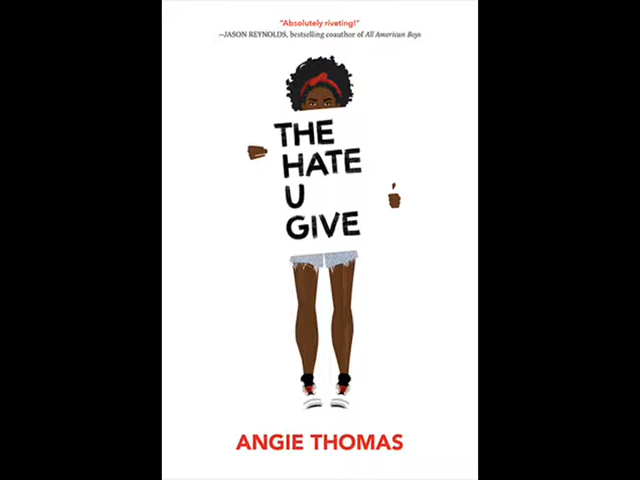 "Absolutely riveting!"
—JASON REYNOLDS, bestselling coauthor of All American Boys
THE
HATE
U
GIVE
ANGIE THOMAS